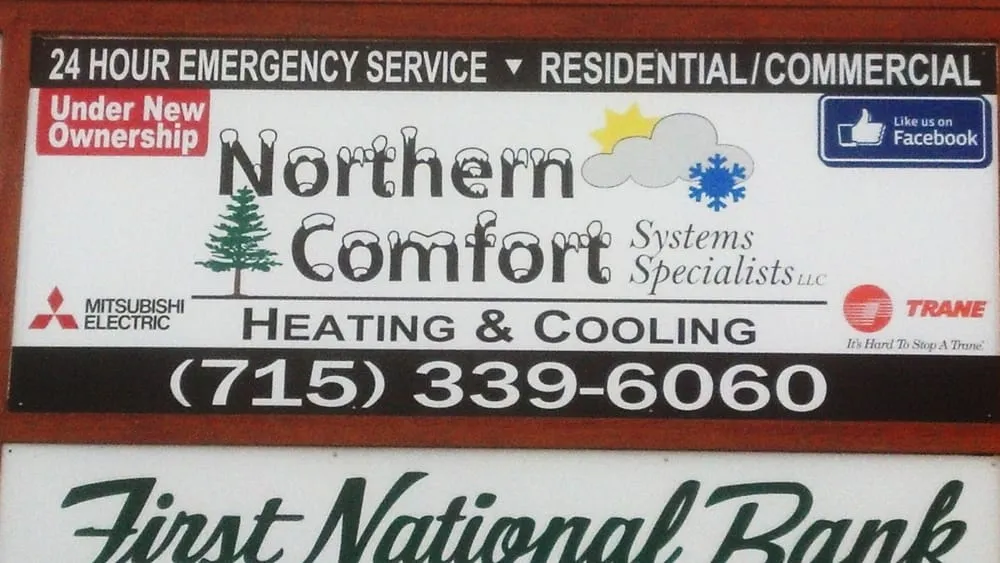 24 HOUR EMERGENCY SERVICE ▼ RESIDENTIAL/COMMERCIAL
Under New
Ownership
Like us on
Facebook
Northern
Comfort
Systems
Specialists LLC
MITSUBISHI
ELECTRIC
HEATING & COOLING
TRANE
It's Hard To Stop A Trane.
(715) 339-6060
First National Bank